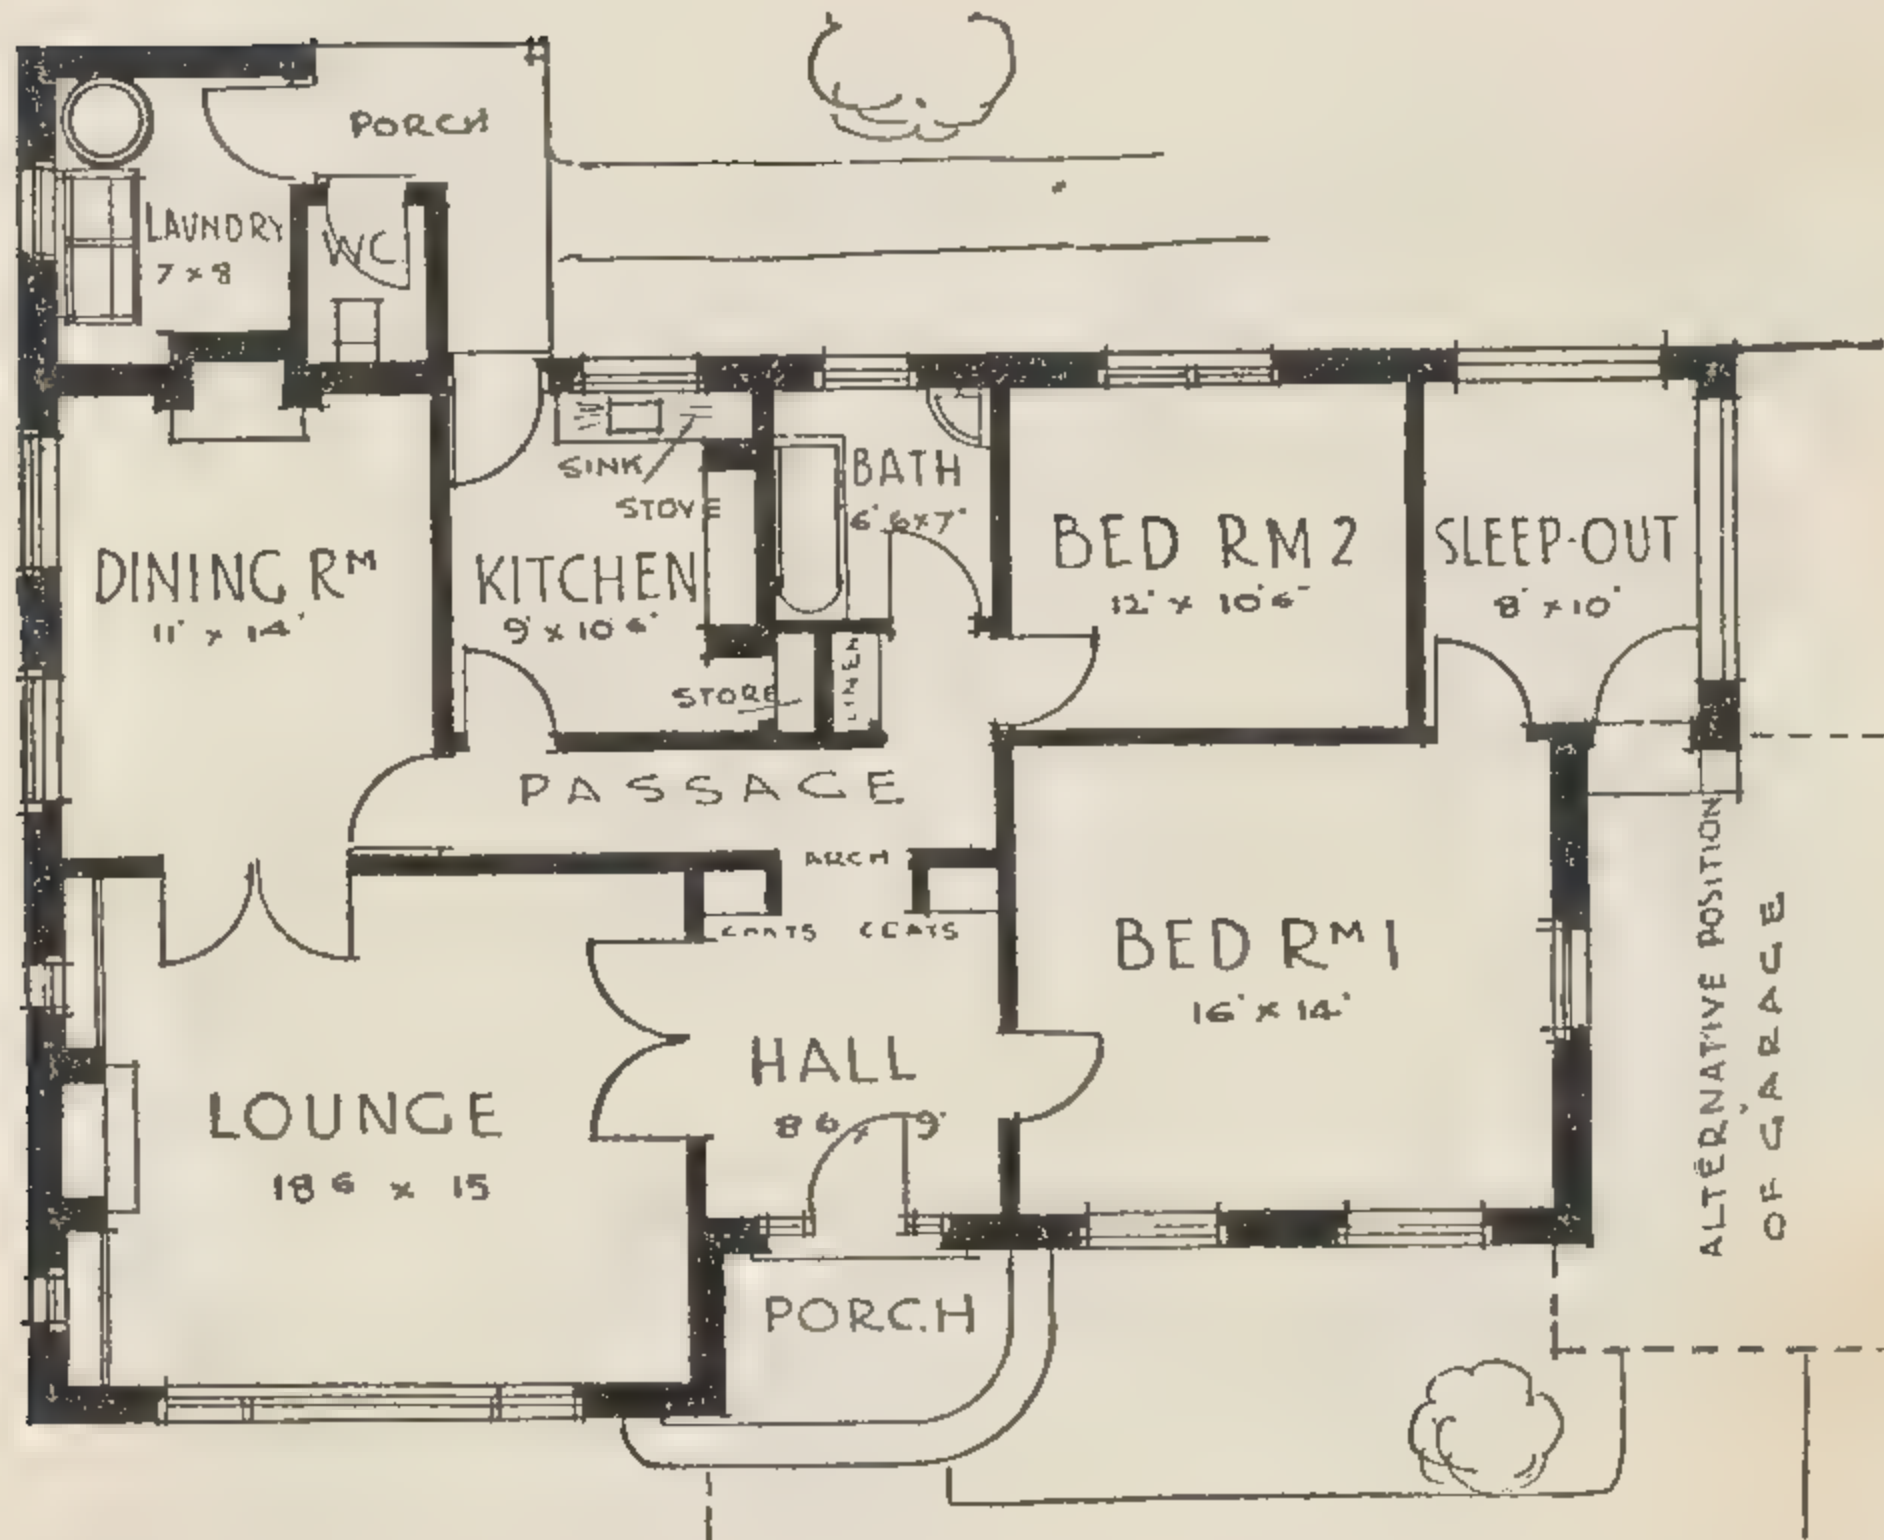 PORCH
LAUNDRY
7 x 8
WC
SINK
STOVE
BATH
6' 6 x 7'
DINING RM
11' x 14'
KITCHEN
9' x 10' 6"
BED RM 2
12' x 10' 6"
SLEEP-OUT
8' x 10'
STORE
LINEN
PASSAGE
ARCH
COATS
COATS
BED RM 1
16' x 14'
HALL
8 6 x 9'
LOUNGE
18 6 x 15
PORCH
ALTERNATIVE POSITION
OF GARAGE